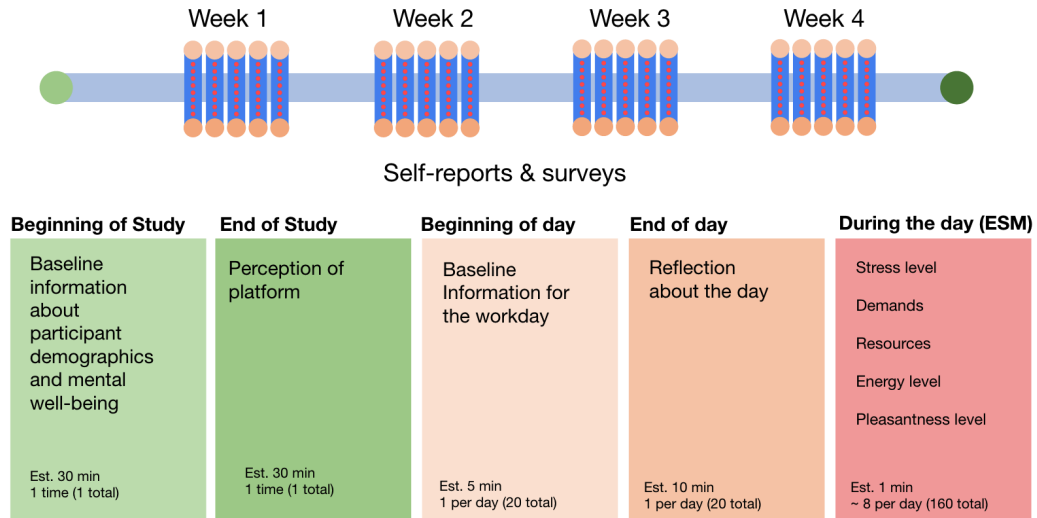 Week 1
Week 2
Week 3
Week 4
Self-reports & surveys
Beginning of Study
Baseline
information
about
participant
demographics
and mental
well-being
Est. 30 min
1 time (1 total)
End of Study
Perception of
platform
Est. 30 min
1 time (1 total)
Beginning of day
Baseline
Information for
the workday
Est. 5 min
1 per day (20 total)
End of day
Reflection
about the day
Est. 10 min
1 per day (20 total)
During the day (ESM)
Stress level
Demands
Resources
Energy level
Pleasantness level
Est. 1 min
~ 8 per day (160 total)